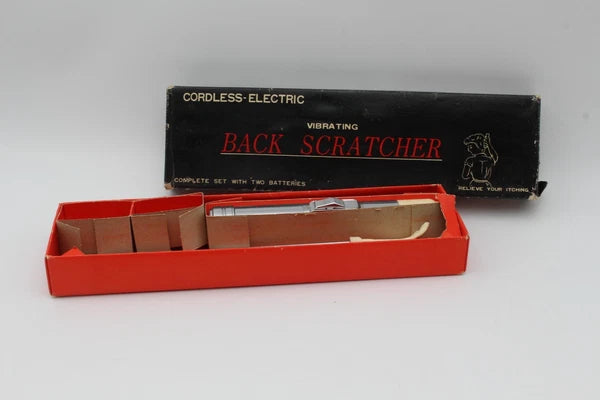 CORDLESS-ELECTRIC
VIBRATING
BACK SCRATCHER
COMPLETE SET WITH TWO BATTERIES
RELIEVE YOUR ITCHING